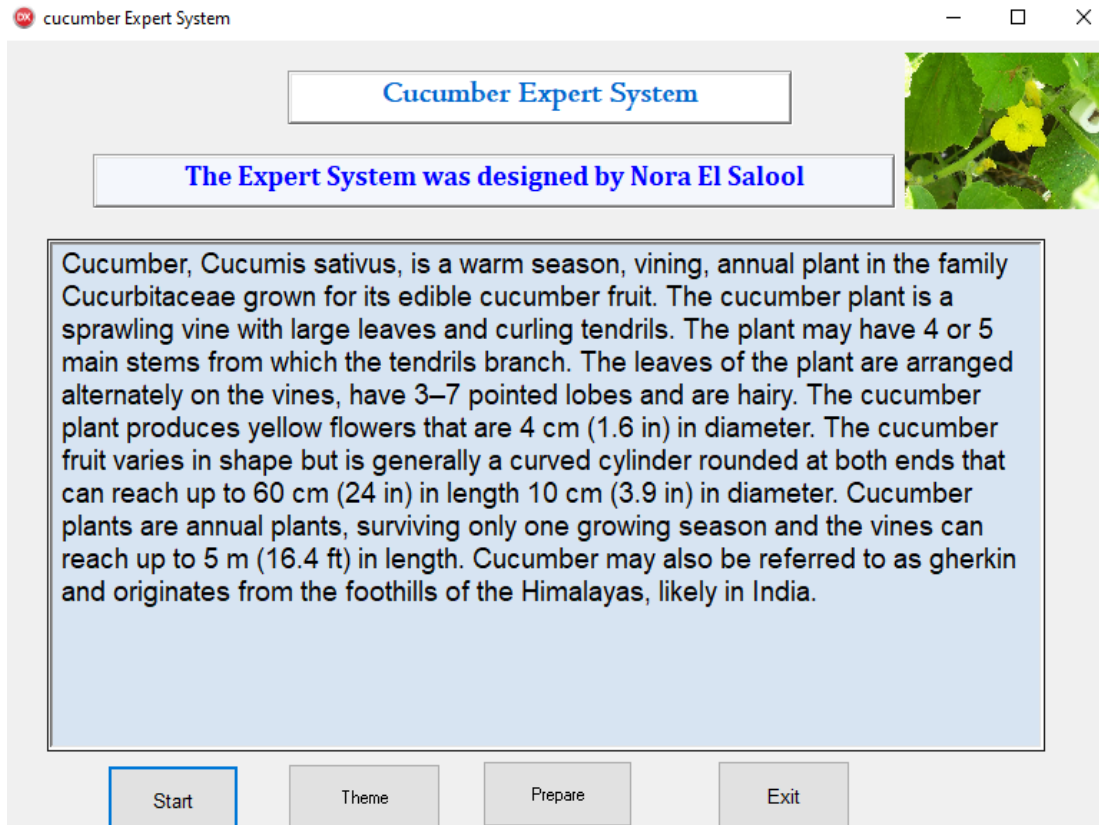 DX cucumber Expert System
Cucumber Expert System
The Expert System was designed by Nora El Salool
Cucumber, Cucumis sativus, is a warm season, vining, annual plant in the family
Cucurbitaceae grown for its edible cucumber fruit. The cucumber plant is a
sprawling vine with large leaves and curling tendrils. The plant may have 4 or 5
main stems from which the tendrils branch. The leaves of the plant are arranged
alternately on the vines, have 3–7 pointed lobes and are hairy. The cucumber
plant produces yellow flowers that are 4 cm (1.6 in) in diameter. The cucumber
fruit varies in shape but is generally a curved cylinder rounded at both ends that
can reach up to 60 cm (24 in) in length 10 cm (3.9 in) in diameter. Cucumber
plants are annual plants, surviving only one growing season and the vines can
reach up to 5 m (16.4 ft) in length. Cucumber may also be referred to as gherkin
and originates from the foothills of the Himalayas, likely in India.
Start Theme Prepare Exit